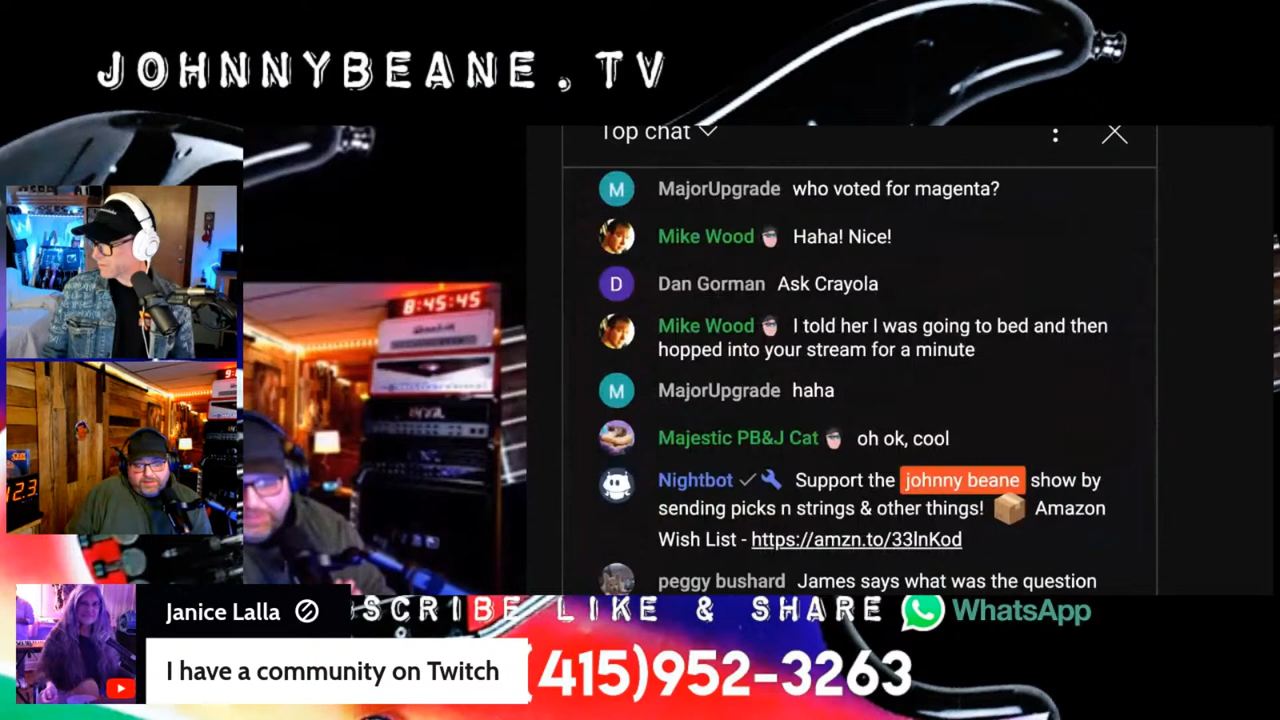 JOHNNYBEANE.TV
Top chat
M MajorUpgrade who voted for magenta?
Mike Wood Haha! Nice!
D Dan Gorman Ask Crayola
Mike Wood I told her I was going to bed and then
hopped into your stream for a minute
M MajorUpgrade haha
Majestic PB&J Cat oh ok, cool
Nightbot Support the johnny beane show by
sending picks n strings & other things! Amazon
Wish List - https://amzn.to/33lnKod
peggy bushard James says what was the question
8:45:45
12.3
Janice Lalla
SCRIBE LIKE & SHARE WhatsApp
I have a community on Twitch
(415)952-3263